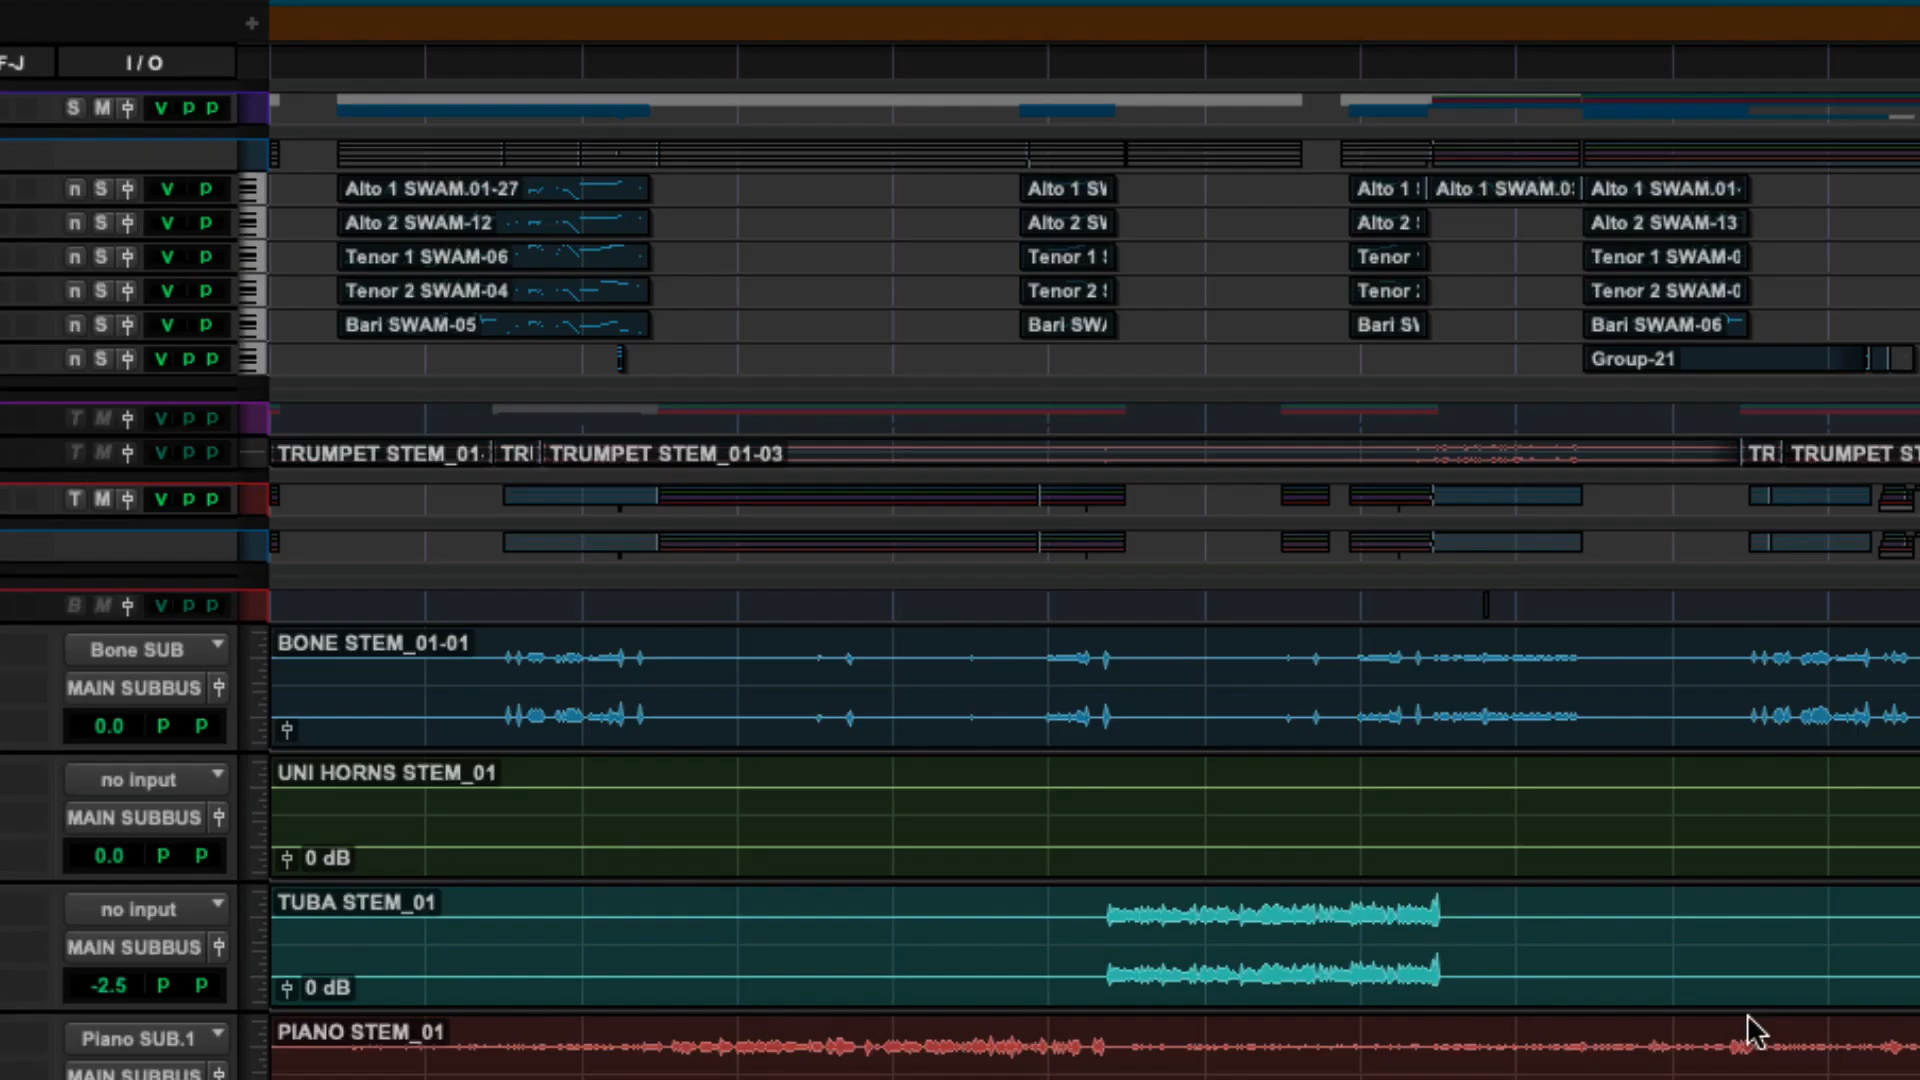 F-J I/O
S M v p p
n S v p Alto 1 SWAM.01-27 Alto 1 SW Alto 1 Alto 1 SWAM.0 Alto 1 SWAM.01-
n S v p Alto 2 SWAM-12 Alto 2 SW Alto 2 Alto 2 SWAM-13
n S v p Tenor 1 SWAM-06 Tenor 1 Tenor Tenor 1 SWAM-0
n S v p Tenor 2 SWAM-04 Tenor 2 Tenor Tenor 2 SWAM-0
n S v p Bari SWAM-05 Bari SWA Bari SW Bari SWAM-06
n S v p p Group-21
T M v p p
T M v p p TRUMPET STEM_01- TRU TRUMPET STEM_01-03 TR TRUMPET ST
T M v p p
B M v p p
Bone SUB BONE STEM_01-01
MAIN SUBBUS
0.0 p p
no input UNI HORNS STEM_01
MAIN SUBBUS
0.0 p p 0 dB
no input TUBA STEM_01
MAIN SUBBUS
-2.5 p p 0 dB
Piano SUB.1 PIANO STEM_01
MAIN SUBBUS